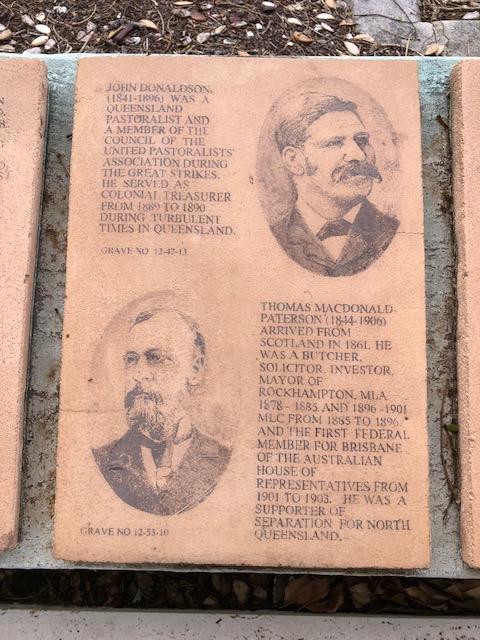 JOHN DONALDSON,
(1841-1896) WAS A
QUEENSLAND
PASTORALIST AND
A MEMBER OF THE
COUNCIL OF THE
UNITED PASTORALISTS'
ASSOCIATION DURING
THE GREAT STRIKES.
HE SERVED AS
COLONIAL TREASURER
FROM 1889 TO 1890
DURING TURBULENT
TIMES IN QUEENSLAND.
GRAVE NO 12-47-13
THOMAS MACDONALD-
PATERSON (1844-1906)
ARRIVED FROM
SCOTLAND IN 1861. HE
WAS A BUTCHER,
SOLICITOR, INVESTOR,
MAYOR OF
ROCKHAMPTON, MLA
1878 - 1885 AND 1896 -1901
MLC FROM 1885 TO 1896
AND THE FIRST FEDERAL
MEMBER FOR BRISBANE
OF THE AUSTRALIAN
HOUSE OF
REPRESENTATIVES FROM
1901 TO 1903. HE WAS A
SUPPORTER OF
SEPARATION FOR NORTH
QUEENSLAND.
GRAVE NO 12-53-10